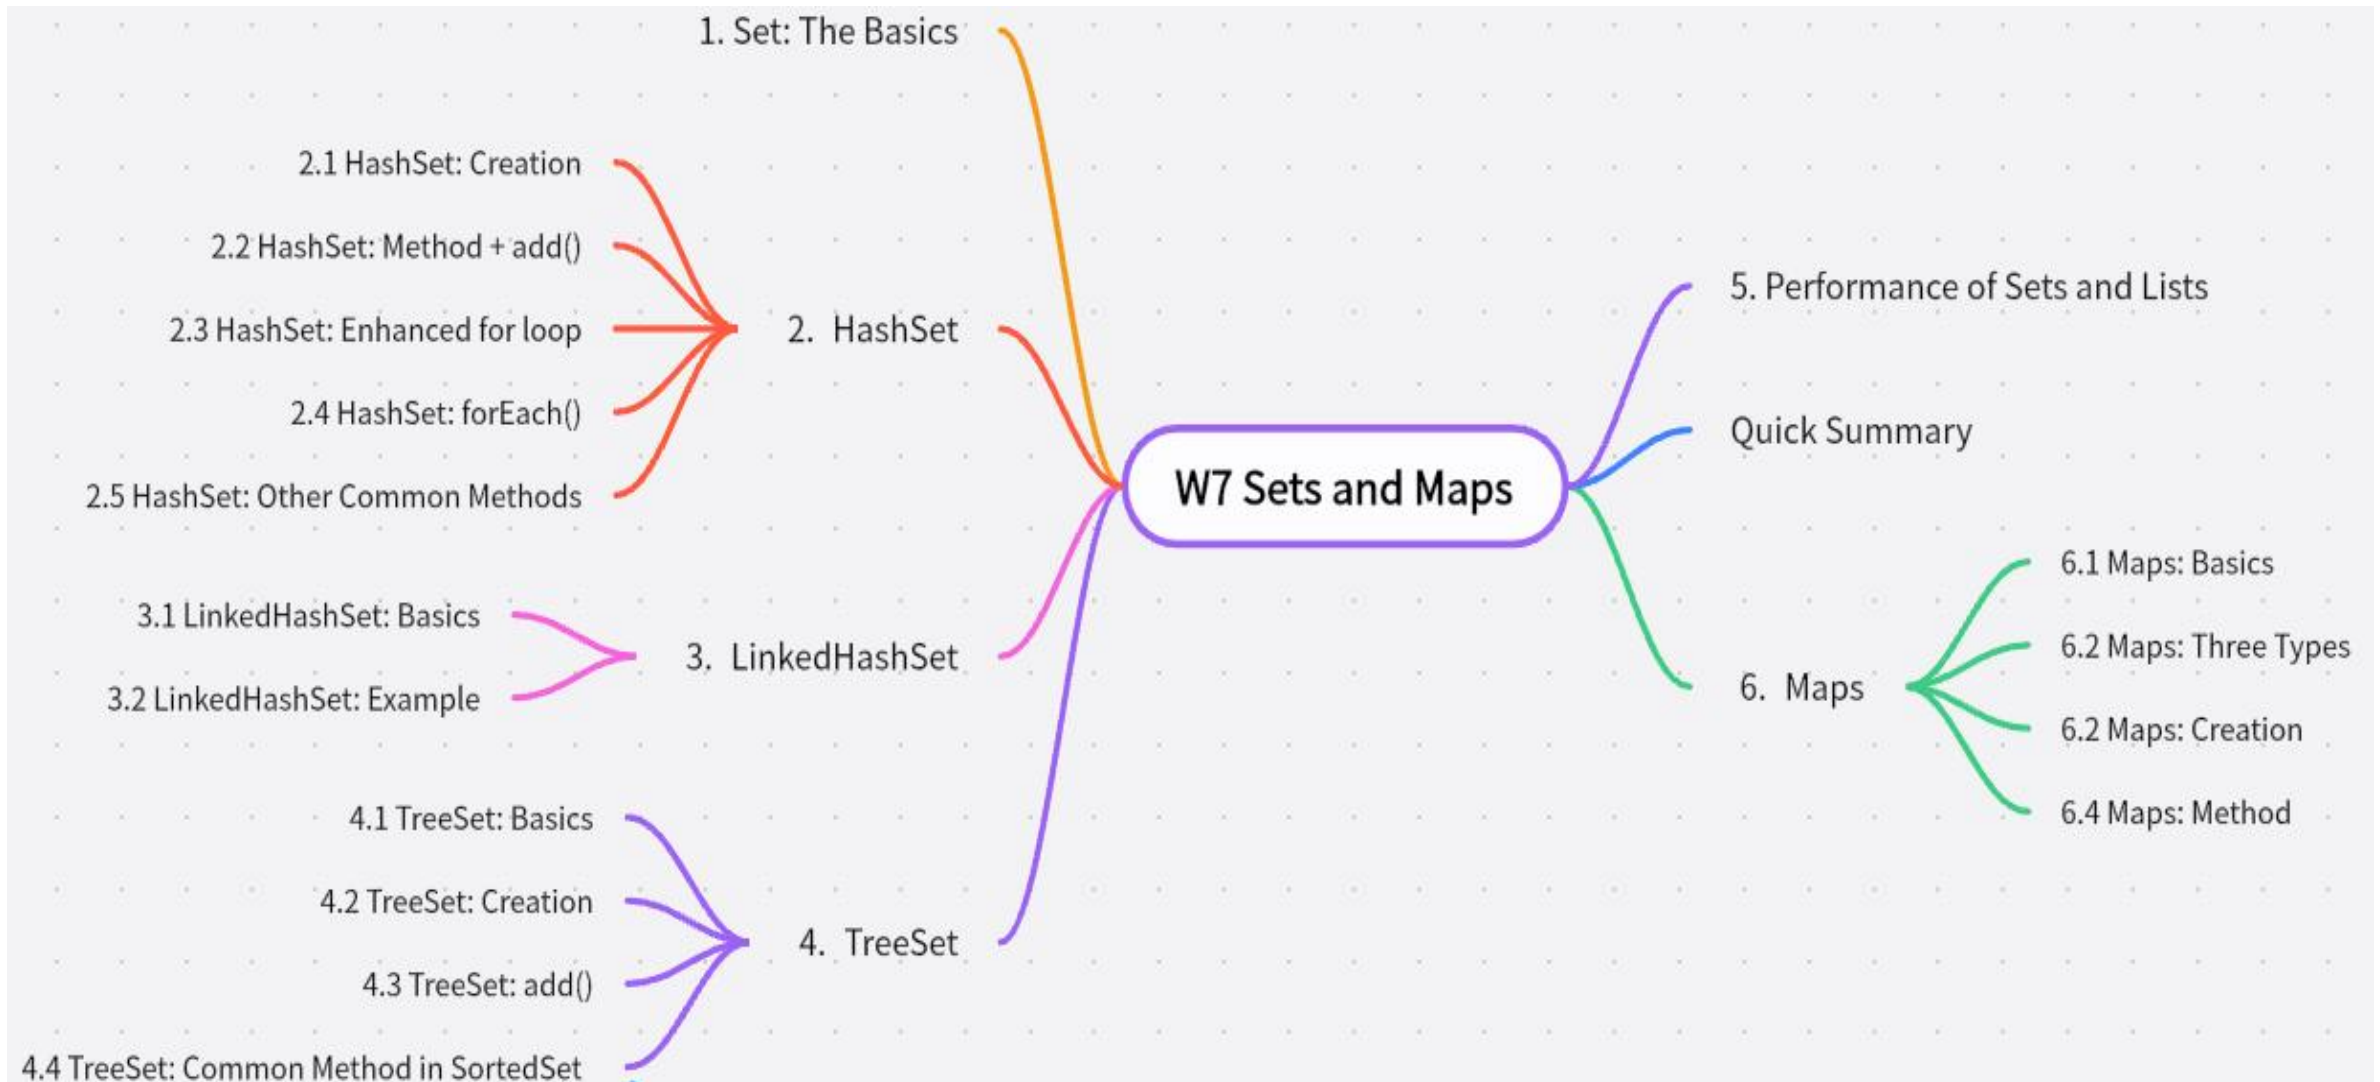 1. Set: The Basics
2.1 HashSet: Creation
2.2 HashSet: Method + add()
2.3 HashSet: Enhanced for loop
2. HashSet
2.4 HashSet: forEach()
2.5 HashSet: Other Common Methods
3.1 LinkedHashSet: Basics
3. LinkedHashSet
3.2 LinkedHashSet: Example
4.1 TreeSet: Basics
4.2 TreeSet: Creation
4. TreeSet
4.3 TreeSet: add()
4.4 TreeSet: Common Method in SortedSet
W7 Sets and Maps
5. Performance of Sets and Lists
Quick Summary
6. Maps
6.1 Maps: Basics
6.2 Maps: Three Types
6.2 Maps: Creation
6.4 Maps: Method